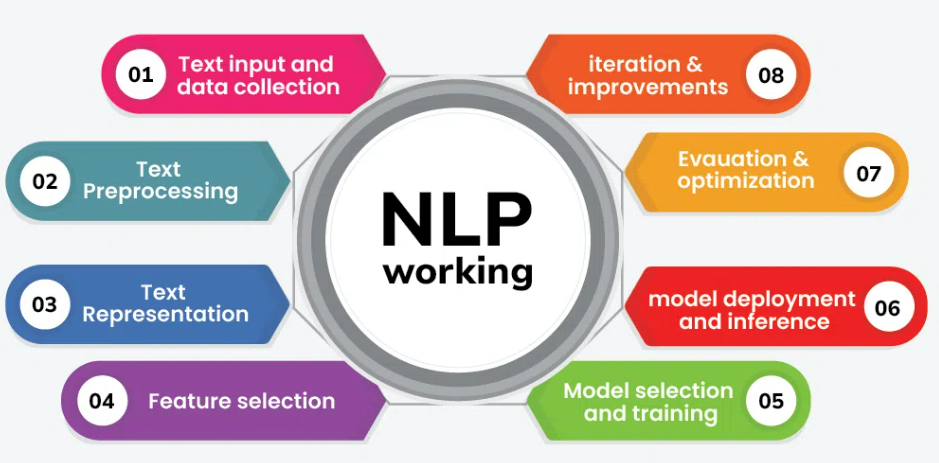 NLP
working
01
Text input and
data collection
02
Text
Preprocessing
03
Text
Representation
04
Feature selection
Model selection
and training
05
model deployment
and inference
06
Evauation &
optimization
07
iteration &
improvements
08